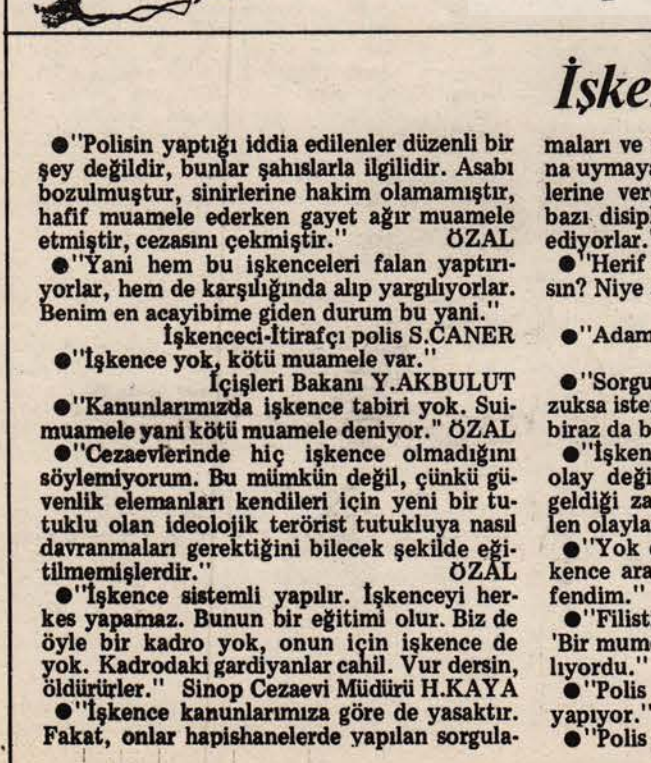 İşke
●"Polisin yaptığı iddia edilenler düzenli bir
şey değildir, bunlar şahıslarla ilgilidir. Asabı
bozulmuştur, sinirlerine hakim olamamıştır,
hafif muamele ederken gayet ağır muamele
etmiştir, cezasını çekmiştir." ÖZAL
●"Yani hem bu işkenceleri falan yaptırı-
yorlar, hem de karşılığında alıp yargılıyorlar.
Benim en acayibime giden durum bu yani."
İşkenceci-İtirafçı polis S.CANER
●"İşkence yok, kötü muamele var."
İçişleri Bakanı Y.AKBULUT
●"Kanunlarımızda işkence tabiri yok. Sui-
muamele yani kötü muamele deniyor." ÖZAL
●"Cezaevlerinde hiç işkence olmadığını
söylemiyorum. Bu mümkün değil, çünkü gü-
venlik elemanları kendileri için yeni bir tu-
tuklu olan ideolojik terörist tutukluya nasıl
davranmaları gerektiğini bilecek şekilde eği-
tilmemişlerdir." ÖZAL
●"İşkence sistemli yapılır. İşkenceyi her-
kes yapamaz. Bunun bir eğitimi olur. Biz de
öyle bir kadro yok, onun için işkence de
yok. Kadrodaki gardiyanlar cahil. Vur dersin,
öldürürler." Sinop Cezaevi Müdürü H.KAYA
●"İşkence kanunlarımıza göre de yasaktır.
Fakat, onlar hapishanelerde yapılan sorgula-
maları ve
na uymaya
lerine ver
bazı disipl
ediyorlar."
●"Herif
sın? Niye
●"Adam
●"Sorgu
zuksa iste
biraz da b
●"İşken
olay deği
geldiği za
len olayla
●"Yok
kence ara
fendim."
●"Filist
'Bir mum
lıyordu."
●"Polis
yapıyor."
●"Polis